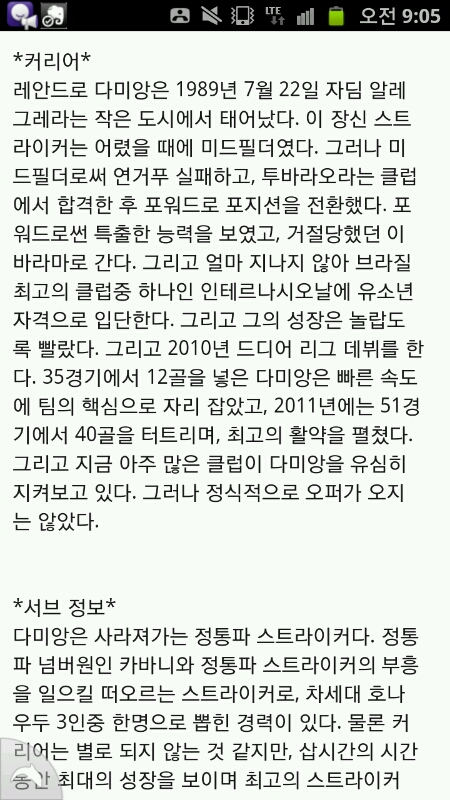 LTE 오전 9:05
*커리어*
레안드로 다미앙은 1989년 7월 22일 자딤 알레
그레라는 작은 도시에서 태어났다. 이 장신 스트
라이커는 어렸을 때에 미드필더였다. 그러나 미
드필더로써 연거푸 실패하고, 투바라오라는 클럽
에서 합격한 후 포워드로 포지션을 전환했다. 포
워드로썬 특출한 능력을 보였고, 거절당했던 이
바라마로 간다. 그리고 얼마 지나지 않아 브라질
최고의 클럽중 하나인 인테르나시오날에 유소년
자격으로 입단한다. 그리고 그의 성장은 놀랍도
록 빨랐다. 그리고 2010년 드디어 리그 데뷔를 한
다. 35경기에서 12골을 넣은 다미앙은 빠른 속도
에 팀의 핵심으로 자리 잡았고, 2011년에는 51경
기에서 40골을 터트리며, 최고의 활약을 펼쳤다.
그리고 지금 아주 많은 클럽이 다미앙을 유심히
지켜보고 있다. 그러나 정식적으로 오퍼가 오지
는 않았다.
*서브 정보*
다미앙은 사라져가는 정통파 스트라이커다. 정통
파 넘버원인 카바니와 정통파 스트라이커의 부흥
을 일으킬 떠오르는 스트라이커로, 차세대 호나
우두 3인중 한명으로 뽑힌 경력이 있다. 물론 커
리어는 별로 되지 않는 것 같지만, 삽시간의 시간
동안 최대의 성장을 보이며 최고의 스트라이커